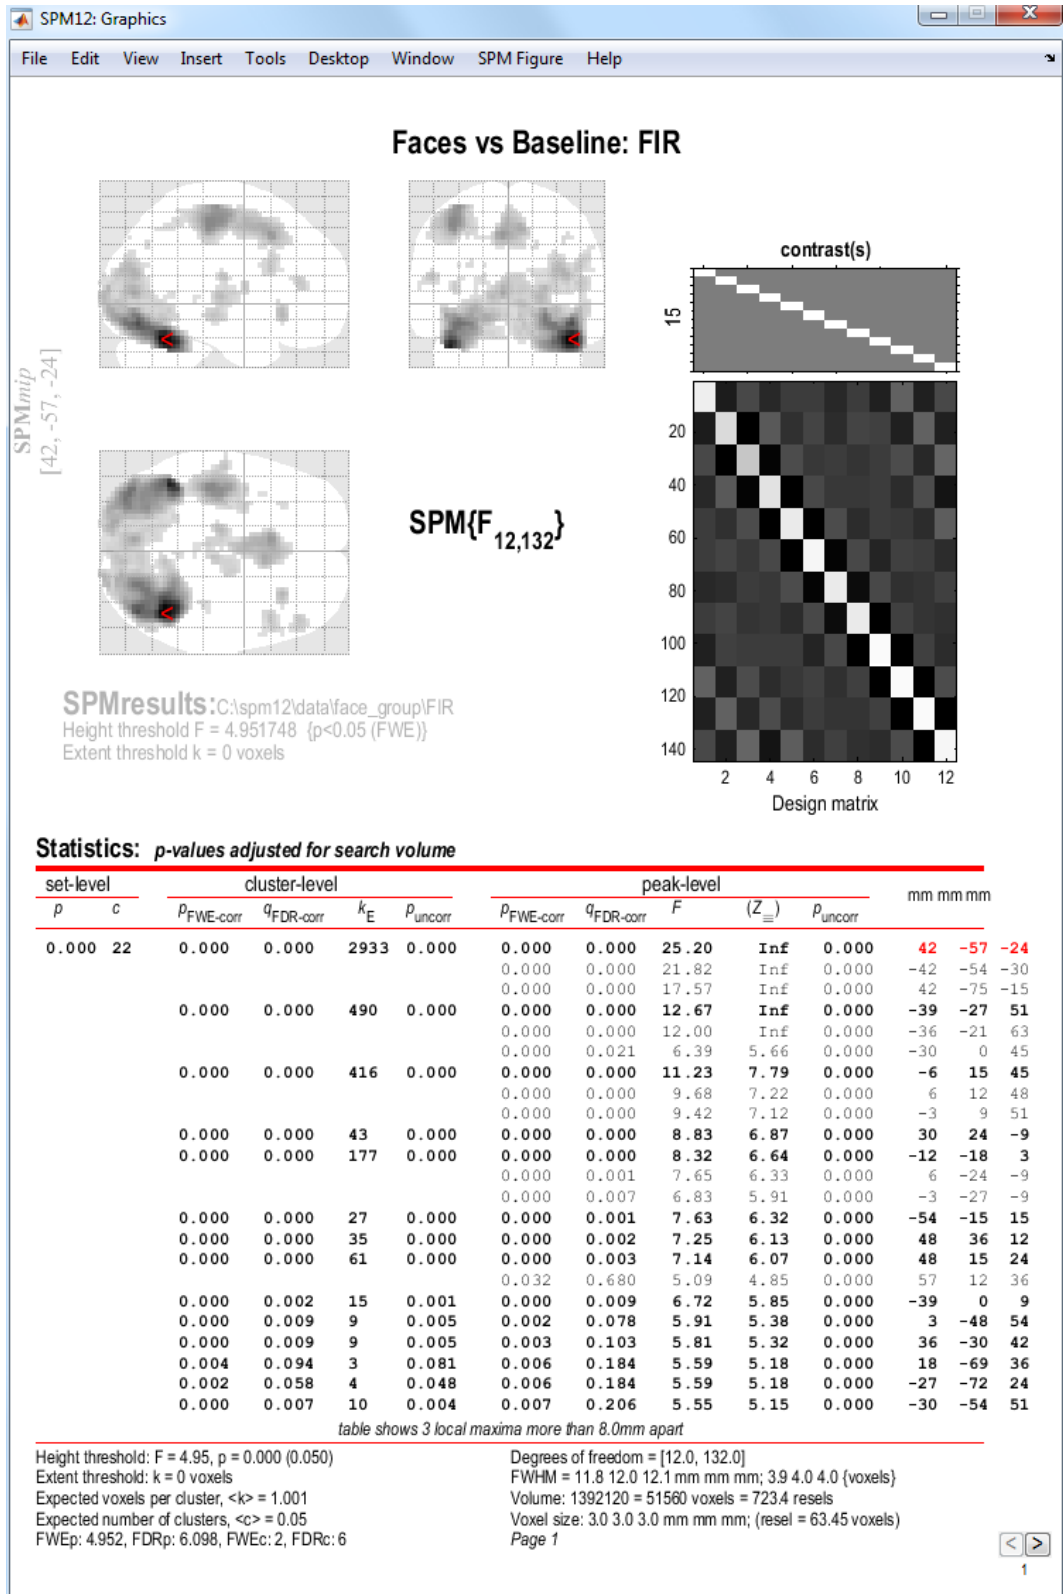 SPM12: Graphics
X
File Edit View Insert Tools Desktop Window SPM Figure Help
Faces vs Baseline: FIR
SPMmip
[42, -57, -24]
contrast(s)
15
SPM{F12,132}
20
40
60
80
100
120
140
2 4 6 8 10 12
Design matrix
SPMresults: C:\spm12\data\face_group\FIR
Height threshold F = 4.951748 {p<0.05 (FWE)}
Extent threshold k = 0 voxels
Statistics: p-values adjusted for search volume
set-level cluster-level peak-level mm mm mm
p c pFWE-corr qFDR-corr kE puncorr pFWE-corr qFDR-corr F (Z≡) puncorr
0.000 22 0.000 0.000 2933 0.000 0.000 0.000 25.20 Inf 0.000 42 -57 -24
0.000 0.000 21.82 Inf 0.000 -42 -54 -30
0.000 0.000 17.57 Inf 0.000 42 -75 -15
0.000 0.000 490 0.000 0.000 0.000 12.67 Inf 0.000 -39 -27 51
0.000 0.000 12.00 Inf 0.000 -36 -21 63
0.000 0.021 6.39 5.66 0.000 -30 0 45
0.000 0.000 416 0.000 0.000 0.000 11.23 7.79 0.000 -6 15 45
0.000 0.000 9.68 7.22 0.000 6 12 48
0.000 0.000 9.42 7.12 0.000 -3 9 51
0.000 0.000 43 0.000 0.000 0.000 8.83 6.87 0.000 30 24 -9
0.000 0.000 177 0.000 0.000 0.000 8.32 6.64 0.000 -12 -18 3
0.000 0.001 7.65 6.33 0.000 6 -24 -9
0.000 0.007 6.83 5.91 0.000 -3 -27 -9
0.000 0.000 27 0.000 0.000 0.001 7.63 6.32 0.000 -54 -15 15
0.000 0.000 35 0.000 0.000 0.002 7.25 6.13 0.000 48 36 12
0.000 0.000 61 0.000 0.000 0.003 7.14 6.07 0.000 48 15 24
0.032 0.680 5.09 4.85 0.000 57 12 36
0.000 0.002 15 0.001 0.000 0.009 6.72 5.85 0.000 -39 0 9
0.000 0.009 9 0.005 0.002 0.078 5.91 5.38 0.000 3 -48 54
0.000 0.009 9 0.005 0.003 0.103 5.81 5.32 0.000 36 -30 42
0.004 0.094 3 0.081 0.006 0.184 5.59 5.18 0.000 18 -69 36
0.002 0.058 4 0.048 0.006 0.184 5.59 5.18 0.000 -27 -72 24
0.000 0.007 10 0.004 0.007 0.206 5.55 5.15 0.000 -30 -54 51
table shows 3 local maxima more than 8.0mm apart
Height threshold: F = 4.95, p = 0.000 (0.050)
Extent threshold: k = 0 voxels
Expected voxels per cluster, <k> = 1.001
Expected number of clusters, <c> = 0.05
FWEp: 4.952, FDRp: 6.098, FWEc: 2, FDRc: 6
Degrees of freedom = [12.0, 132.0]
FWHM = 11.8 12.0 12.1 mm mm mm; 3.9 4.0 4.0 {voxels}
Volume: 1392120 = 51560 voxels = 723.4 resels
Voxel size: 3.0 3.0 3.0 mm mm mm; (resel = 63.45 voxels)
Page 1
< >
1